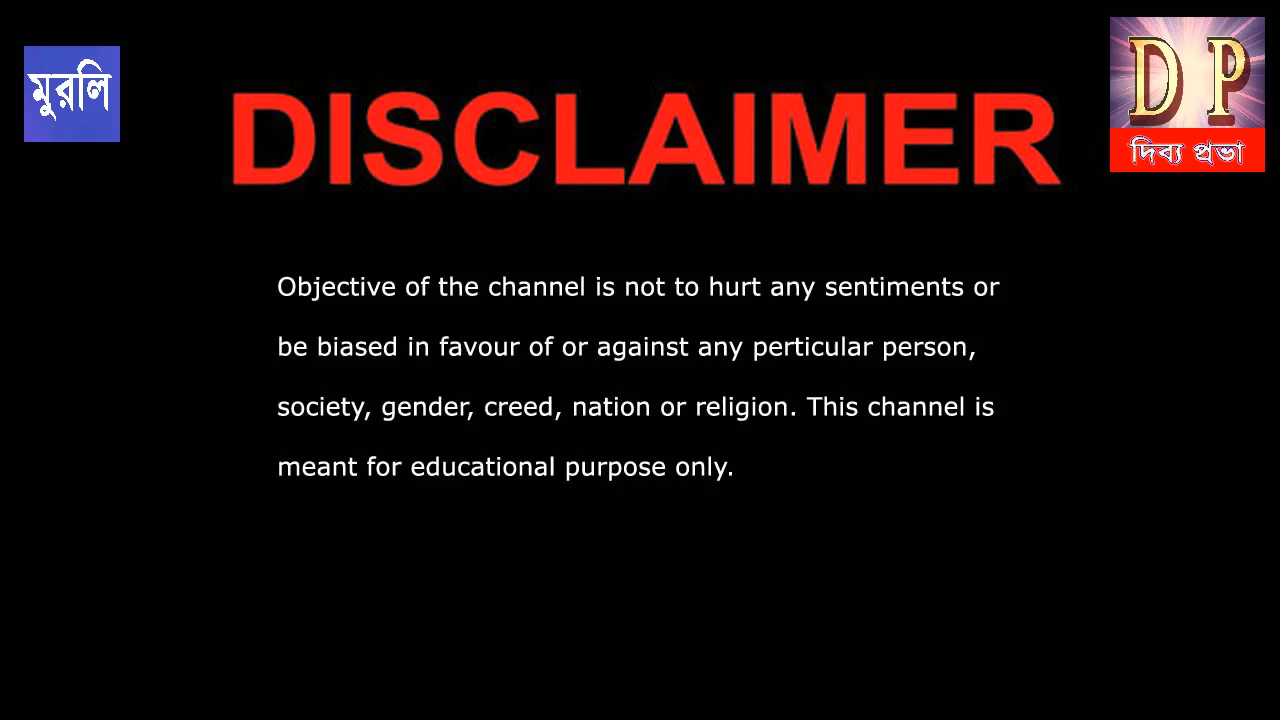 মুরলি
D P
দিব্য প্রভা
DISCLAIMER
Objective of the channel is not to hurt any sentiments or
be biased in favour of or against any perticular person,
society, gender, creed, nation or religion. This channel is
meant for educational purpose only.